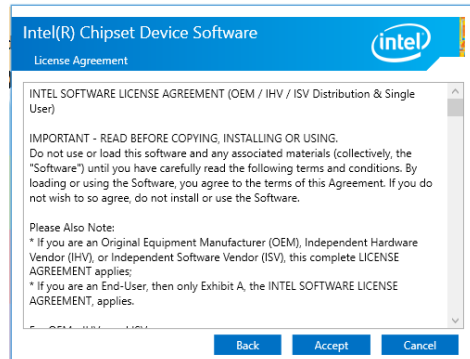 Intel(R) Chipset Device Software
intel
License Agreement
INTEL SOFTWARE LICENSE AGREEMENT (OEM / IHV / ISV Distribution & Single
User)
IMPORTANT - READ BEFORE COPYING, INSTALLING OR USING.
Do not use or load this software and any associated materials (collectively, the
"Software") until you have carefully read the following terms and conditions. By
loading or using the Software, you agree to the terms of this Agreement. If you do
not wish to so agree, do not install or use the Software.
Please Also Note:
* If you are an Original Equipment Manufacturer (OEM), Independent Hardware
Vendor (IHV), or Independent Software Vendor (ISV), this complete LICENSE
AGREEMENT applies;
* If you are an End-User, then only Exhibit A, the INTEL SOFTWARE LICENSE
AGREEMENT, applies.
Back Accept Cancel